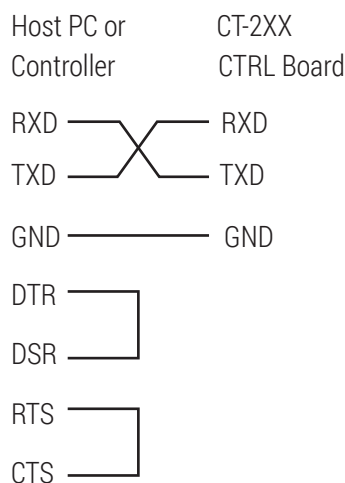 Host PC or CT-2XX
Controller CTRL Board
RXD RXD
TXD TXD
GND GND
DTR
DSR
RTS
CTS